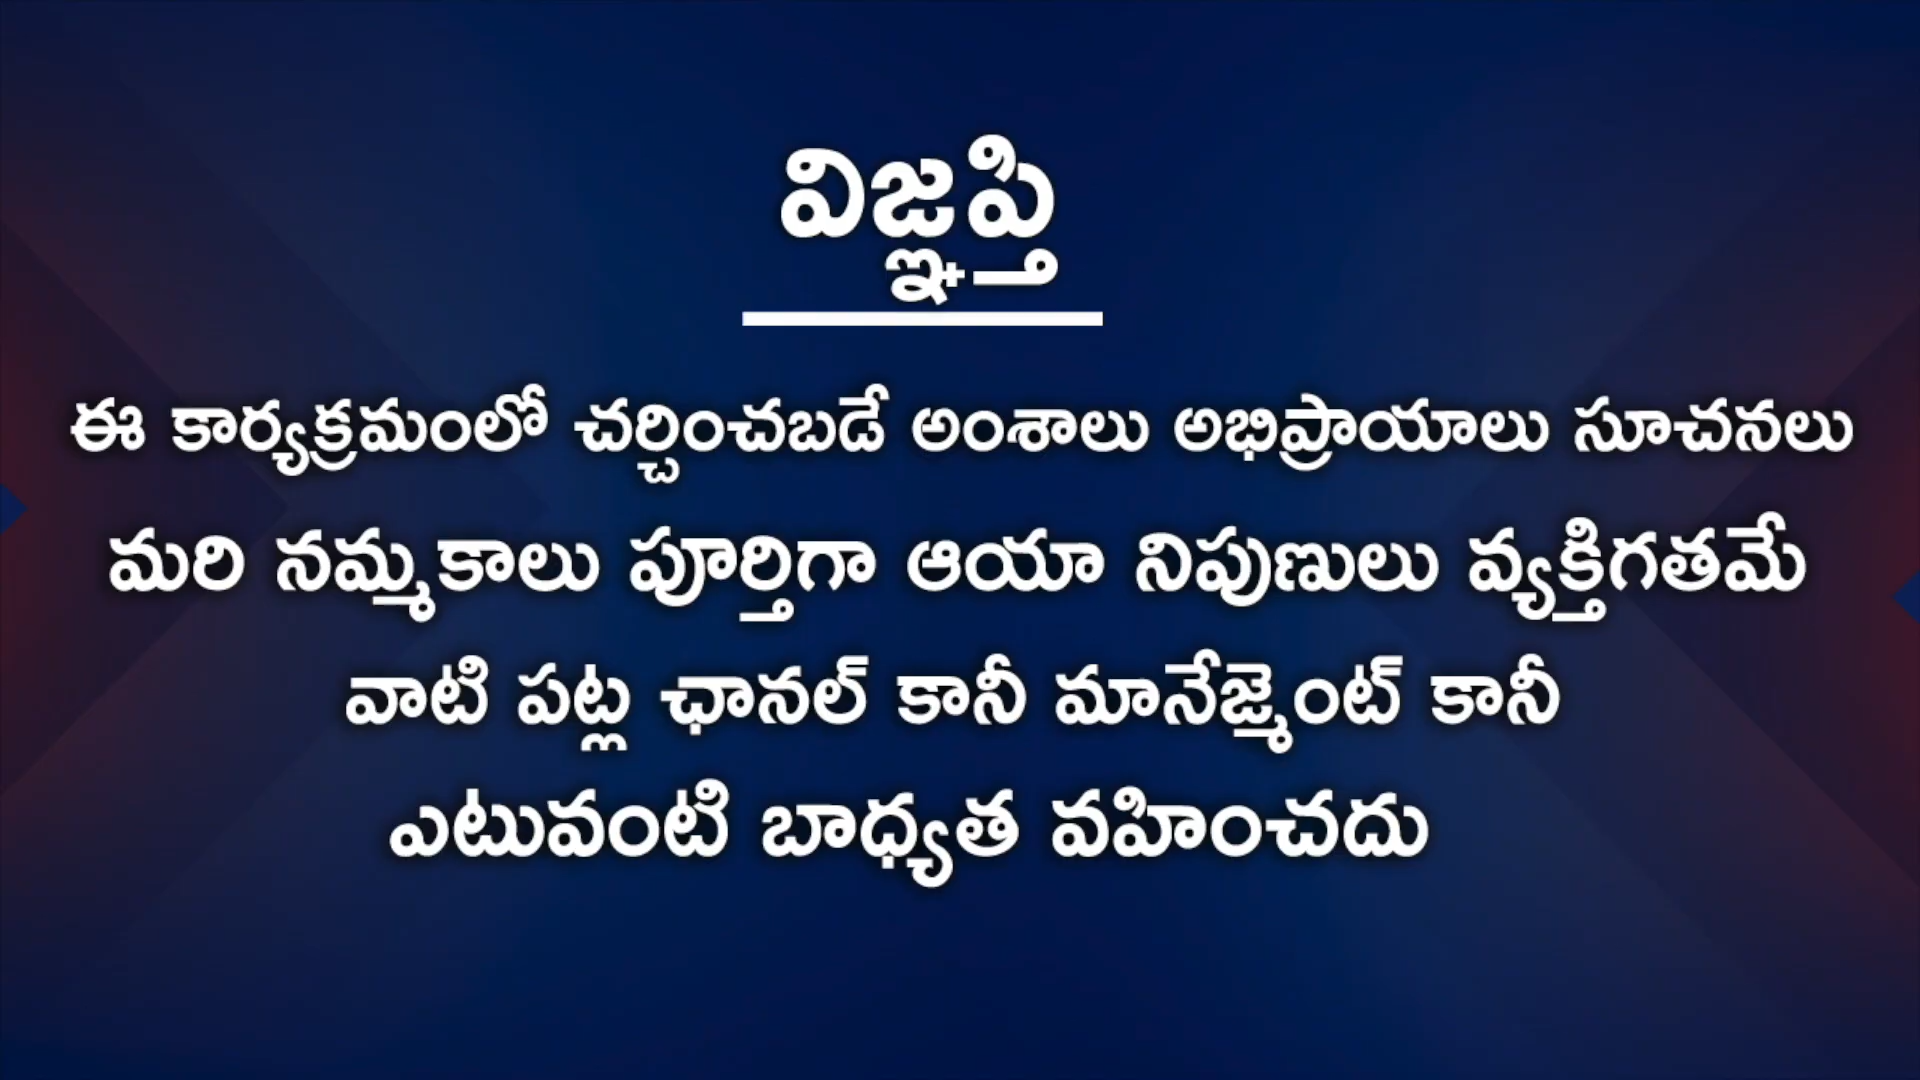 విజ్ఞప్తి
ఈ కార్యక్రమంలో చర్చించబడే అంశాలు అభిప్రాయాలు సూచనలు
మరి నమ్మకాలు పూర్తిగా ఆయా నిపుణులు వ్యక్తిగతమే
వాటి పట్ల ఛానల్ కానీ మానేజ్మెంట్ కానీ
ఎటువంటి బాధ్యత వహించదు